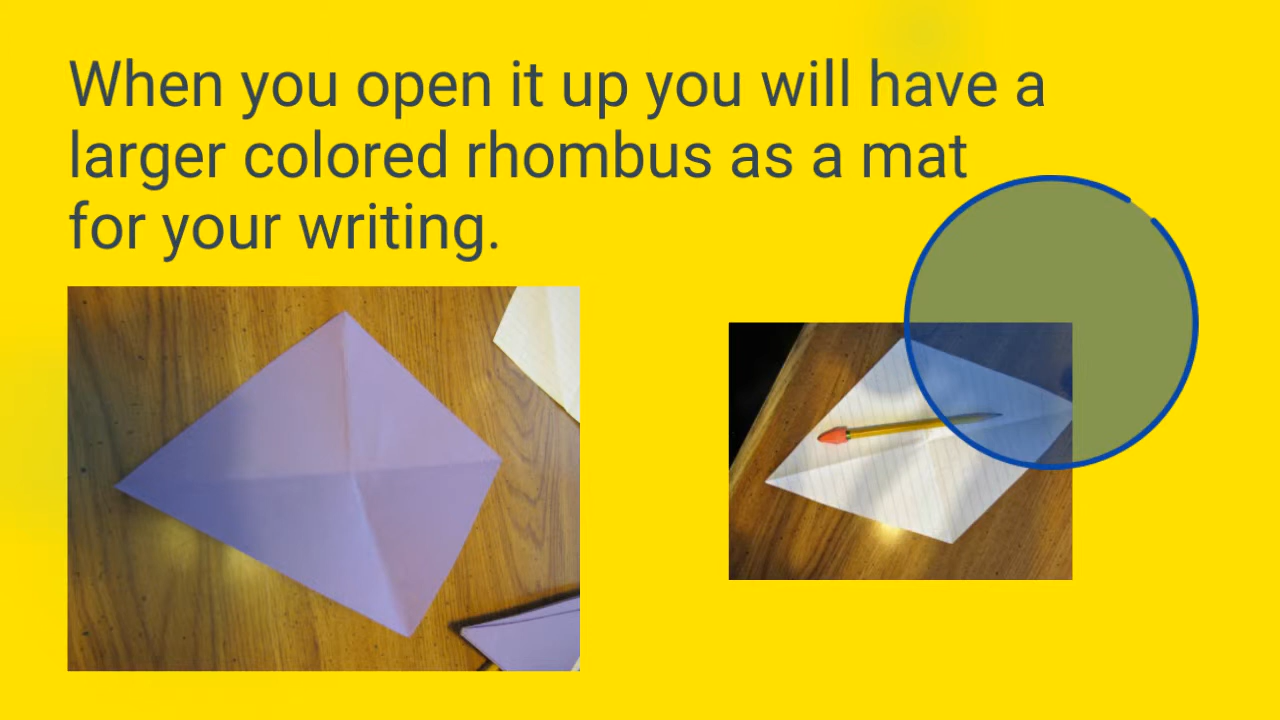 When you open it up you will have a
larger colored rhombus as a mat
for your writing.